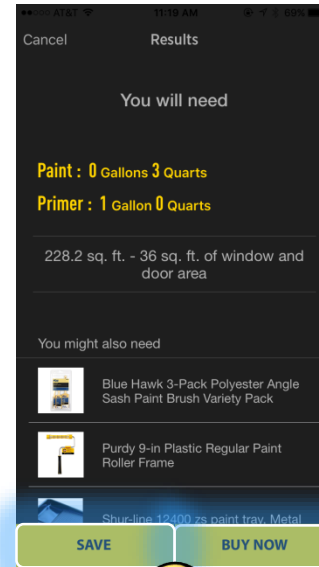 AT&T 11:19 AM 69%
Cancel Results
You will need
Paint : 0 Gallons 3 Quarts
Primer : 1 Gallon 0 Quarts
228.2 sq. ft. - 36 sq. ft. of window and
door area
You might also need
Blue Hawk 3-Pack Polyester Angle
Sash Paint Brush Variety Pack
Purdy 9-in Plastic Regular Paint
Roller Frame
Shur-line 12400 zs paint tray, Metal
SAVE BUY NOW